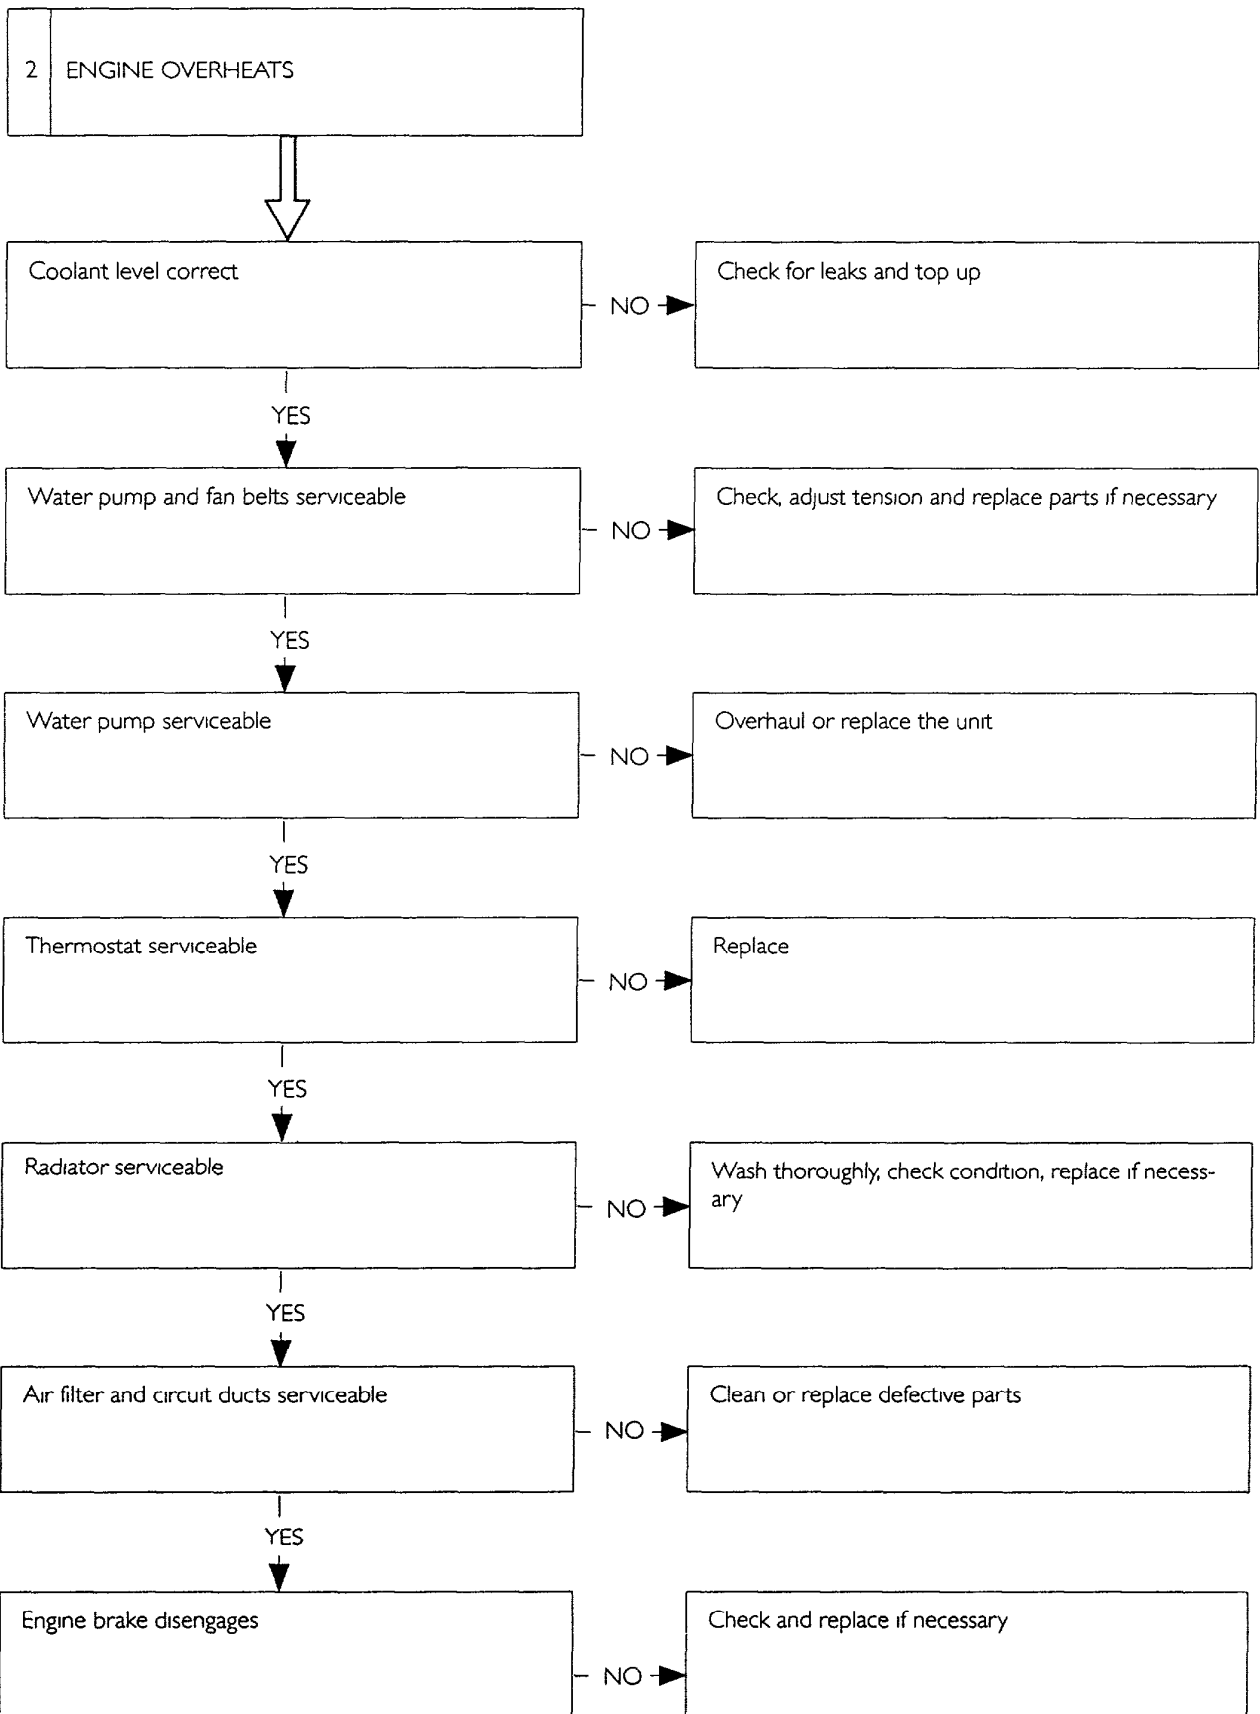 2 ENGINE OVERHEATS
Coolant level correct
NO
Check for leaks and top up
YES
Water pump and fan belts serviceable
NO
Check, adjust tension and replace parts if necessary
YES
Water pump serviceable
NO
Overhaul or replace the unit
YES
Thermostat serviceable
NO
Replace
YES
Radiator serviceable
NO
Wash thoroughly, check condition, replace if necess-
ary
YES
Air filter and circuit ducts serviceable
NO
Clean or replace defective parts
YES
Engine brake disengages
NO
Check and replace if necessary